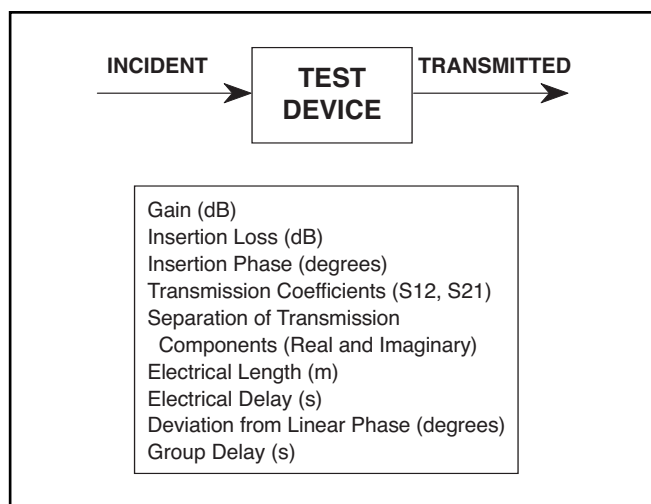 INCIDENT
TEST
DEVICE
TRANSMITTED
Gain (dB)
Insertion Loss (dB)
Insertion Phase (degrees)
Transmission Coefficients (S12, S21)
Separation of Transmission
Components (Real and Imaginary)
Electrical Length (m)
Electrical Delay (s)
Deviation from Linear Phase (degrees)
Group Delay (s)